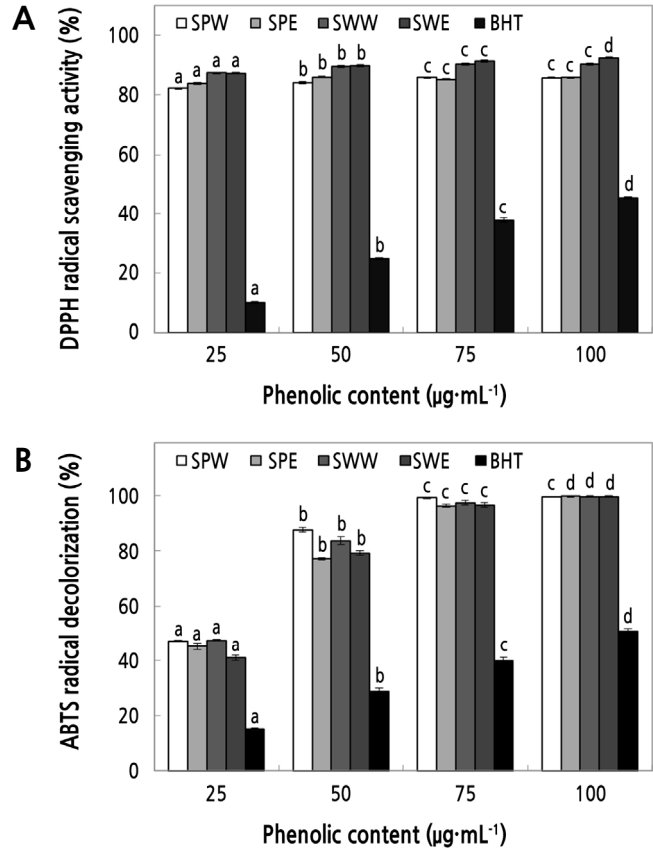 A
DPPH radical scavenging activity (%)
SPW SPE SWW SWE BHT
100
80
60
40
20
0
a a a a a
b b b b b
c c c c c
c c c d d
25 50 75 100
Phenolic content (µg·mL⁻¹)
B
ABTS radical decolorization (%)
SPW SPE SWW SWE BHT
100
80
60
40
20
0
a a a a a
b b b b b
c c c c c
c d d d d
25 50 75 100
Phenolic content (µg·mL⁻¹)